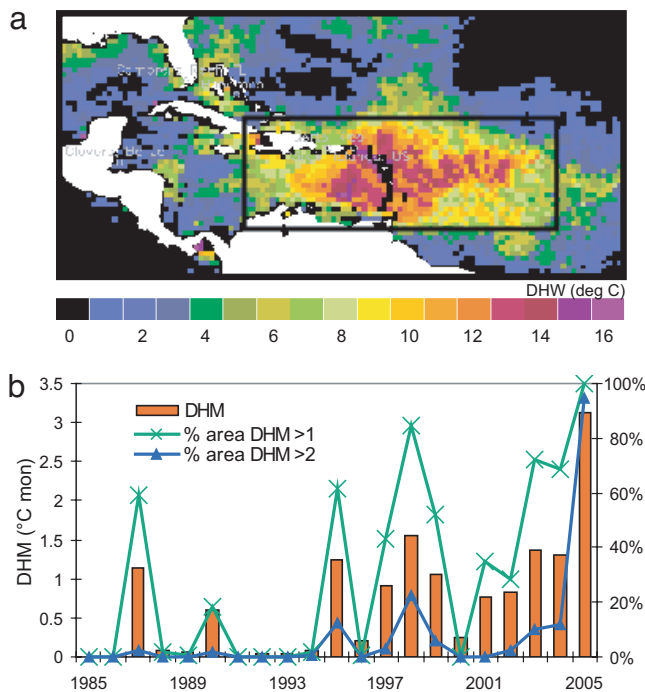 a
DHW (deg C)
0 2 4 6 8 10 12 14 16
b
3.5 100%
DHM
3 % area DHM >1 80%
% area DHM >2
2.5
2 60%
1.5 40%
1
0.5 20%
0 0%
DHM (°C mon)
1985 1989 1993 1997 2001 2005